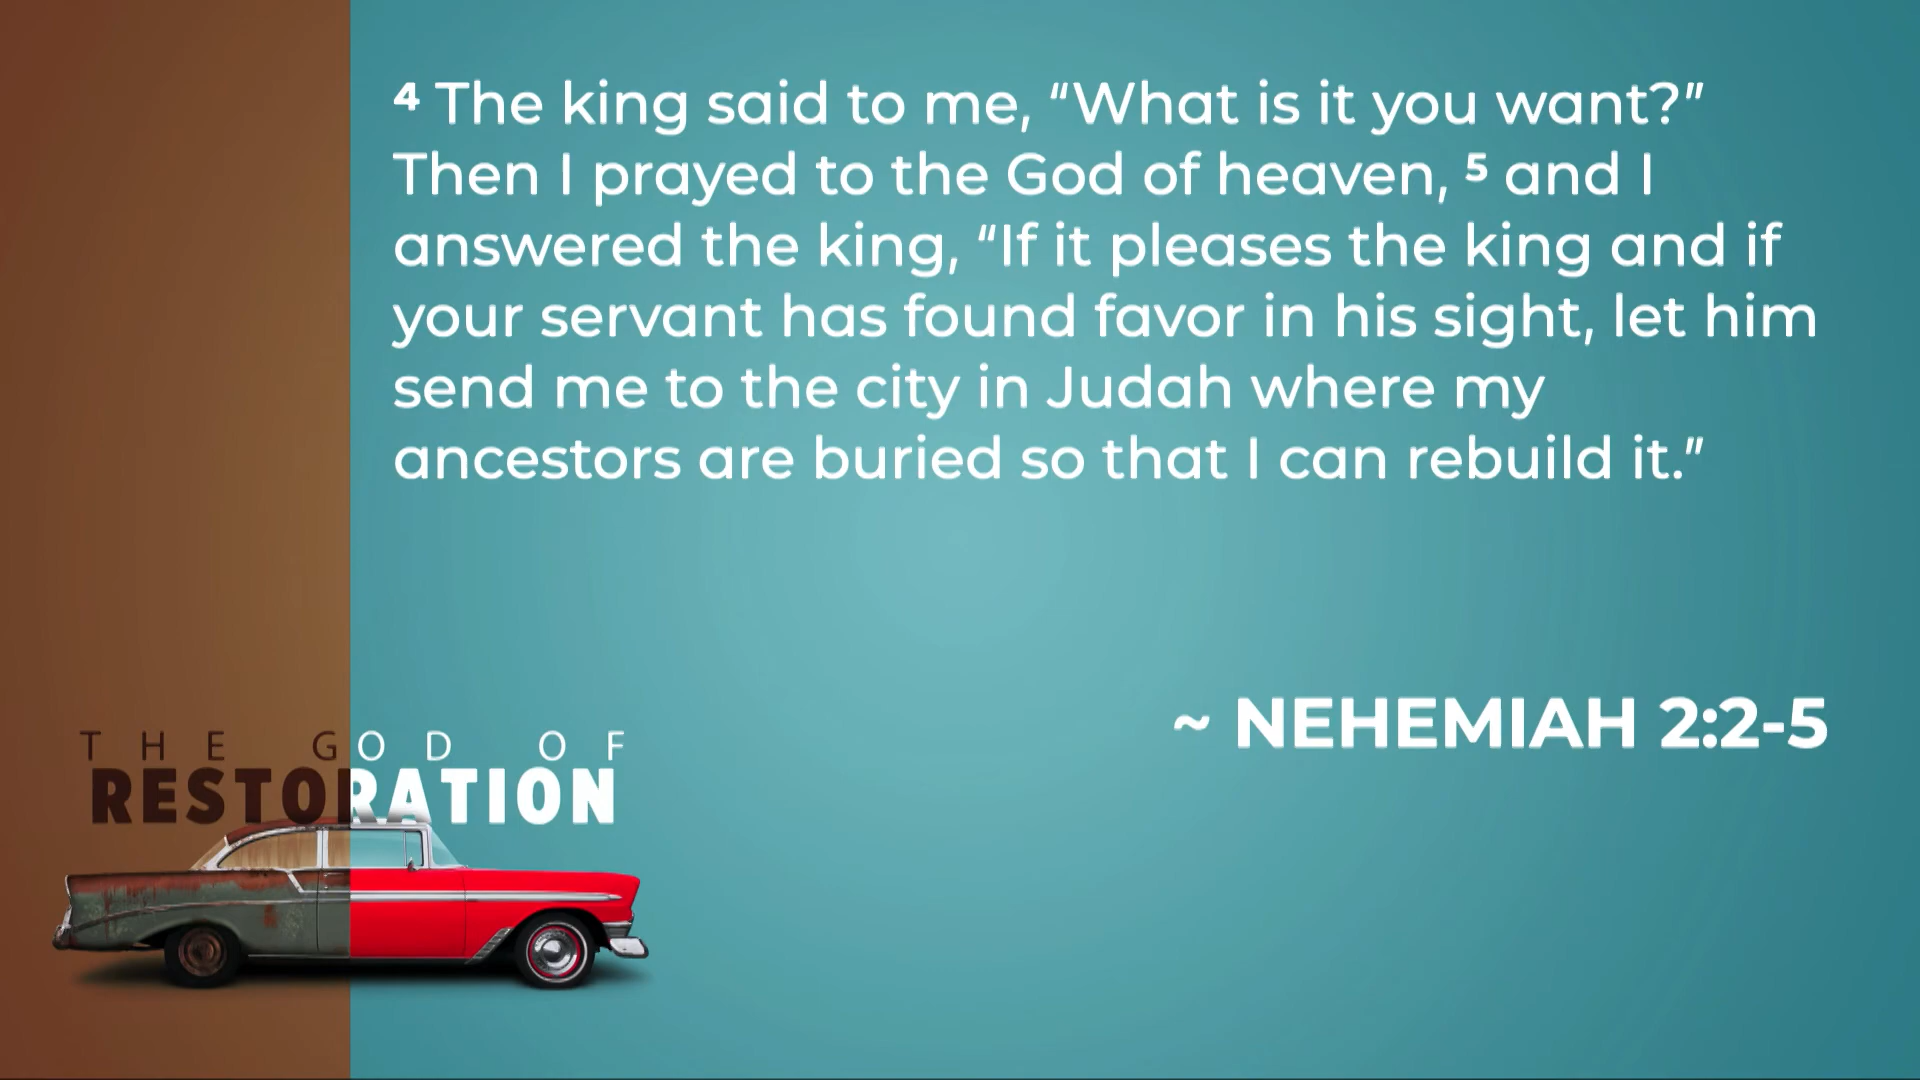 ⁴ The king said to me, “What is it you want?”
Then I prayed to the God of heaven, ⁵ and I
answered the king, “If it pleases the king and if
your servant has found favor in his sight, let him
send me to the city in Judah where my
ancestors are buried so that I can rebuild it.”
~ NEHEMIAH 2:2-5
THE GOD OF
RESTORATION